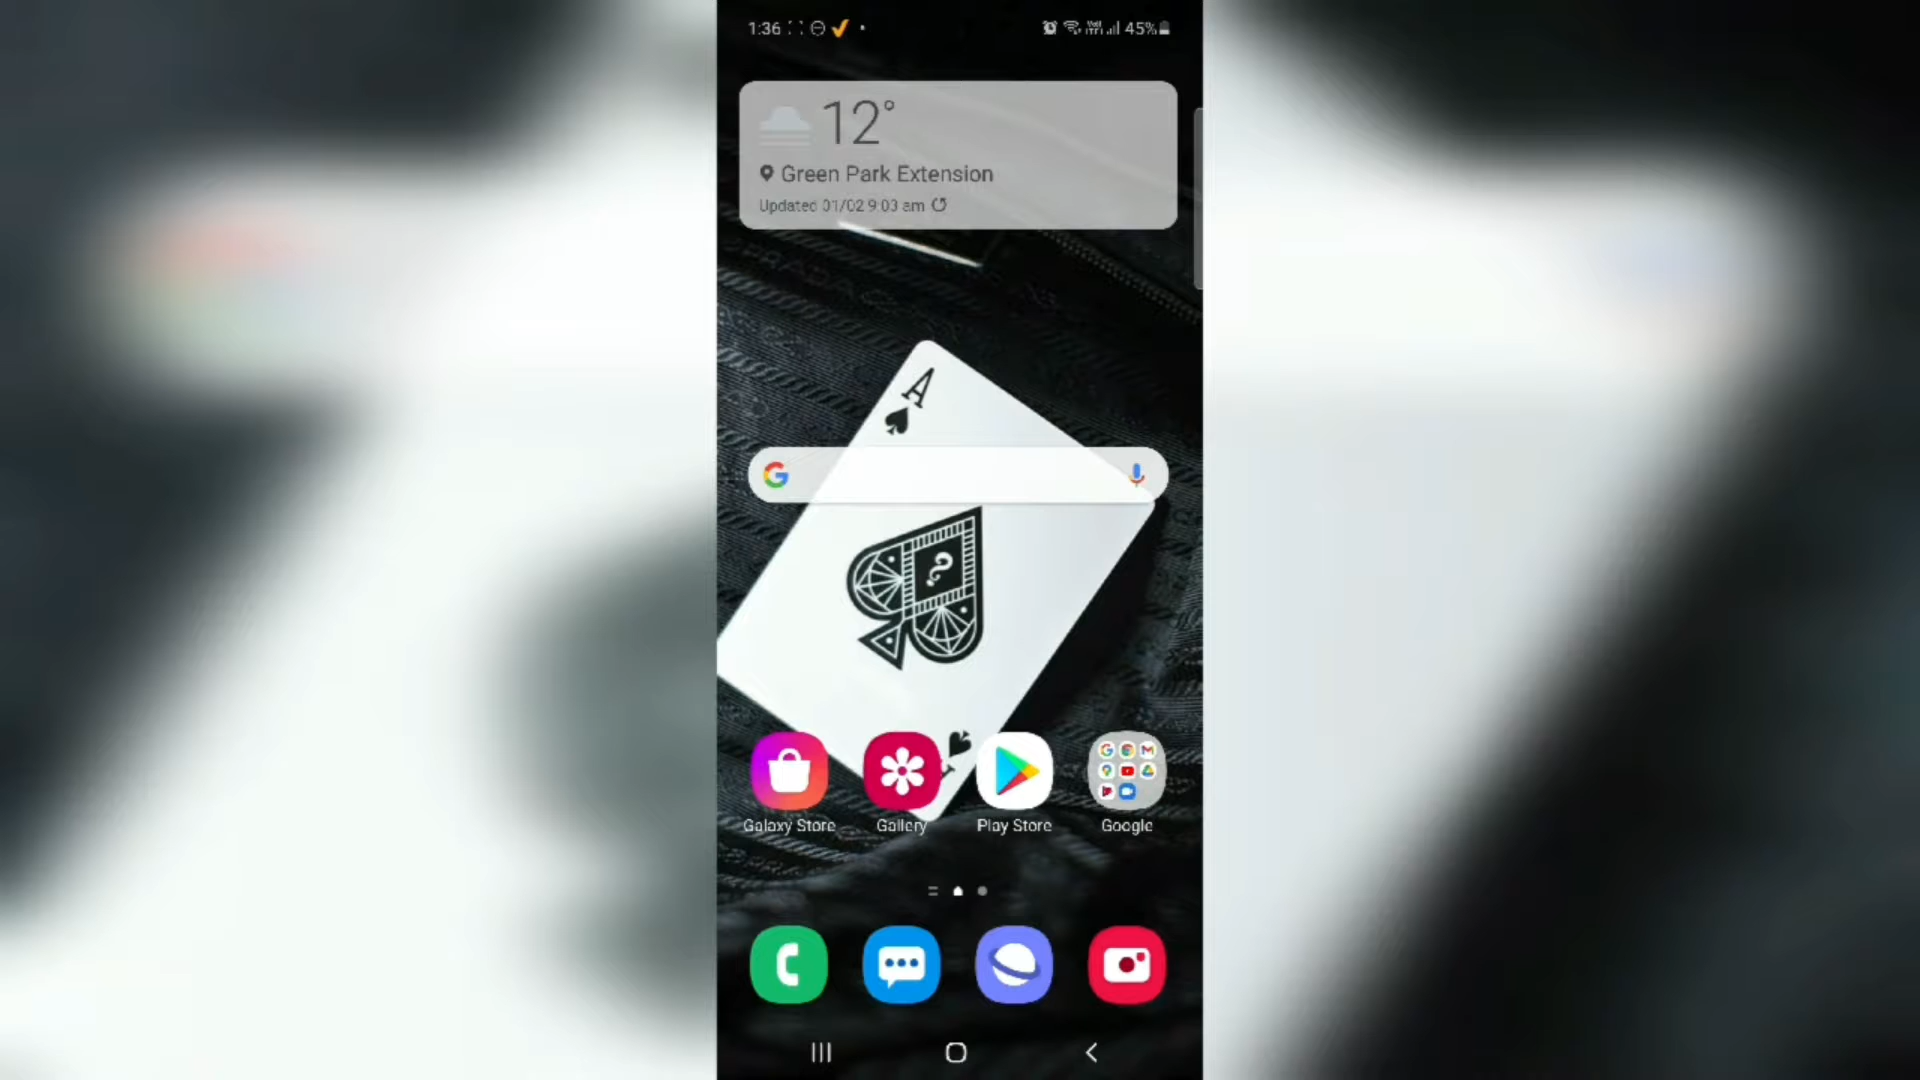 1:36
45%
12°
Green Park Extension
Updated 01/02 9:03 am
A
?
Galaxy Store
Gallery
Play Store
Google